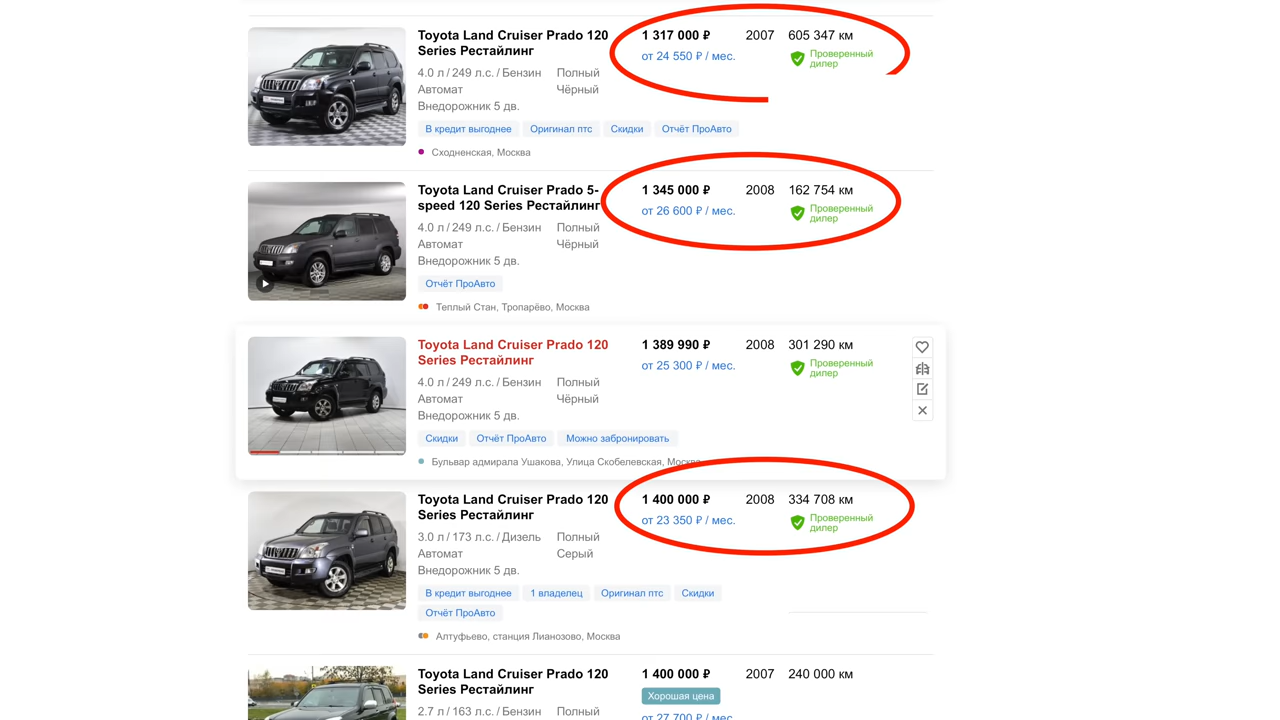 Toyota Land Cruiser Prado 120
Series Рестайлинг
1 317 000 ₽
2007
605 347 км
от 24 550 ₽ / мес.
Проверенный
дилер
4.0 л / 249 л.с. / Бензин
Полный
Автомат
Чёрный
Внедорожник 5 дв.
В кредит выгоднее
Оригинал птс
Скидки
Отчёт ПроАвто
Сходненская, Москва
Toyota Land Cruiser Prado 5-
speed 120 Series Рестайлинг
1 345 000 ₽
2008
162 754 км
от 26 600 ₽ / мес.
Проверенный
дилер
4.0 л / 249 л.с. / Бензин
Полный
Автомат
Чёрный
Внедорожник 5 дв.
Отчёт ПроАвто
Теплый Стан, Тропарёво, Москва
Toyota Land Cruiser Prado 120
Series Рестайлинг
1 389 990 ₽
2008
301 290 км
от 25 300 ₽ / мес.
Проверенный
дилер
4.0 л / 249 л.с. / Бензин
Полный
Автомат
Чёрный
Внедорожник 5 дв.
Скидки
Отчёт ПроАвто
Можно забронировать
Бульвар адмирала Ушакова, Улица Скобелевская, Москва
Toyota Land Cruiser Prado 120
Series Рестайлинг
1 400 000 ₽
2008
334 708 км
от 23 350 ₽ / мес.
Проверенный
дилер
3.0 л / 173 л.с. / Дизель
Полный
Автомат
Серый
Внедорожник 5 дв.
В кредит выгоднее
1 владелец
Оригинал птс
Скидки
Отчёт ПроАвто
Алтуфьево, станция Лианозово, Москва
Toyota Land Cruiser Prado 120
Series Рестайлинг
1 400 000 ₽
2007
240 000 км
Хорошая цена
2.7 л / 163 л.с. / Бензин
Полный
от 27 700 ₽ / мес.